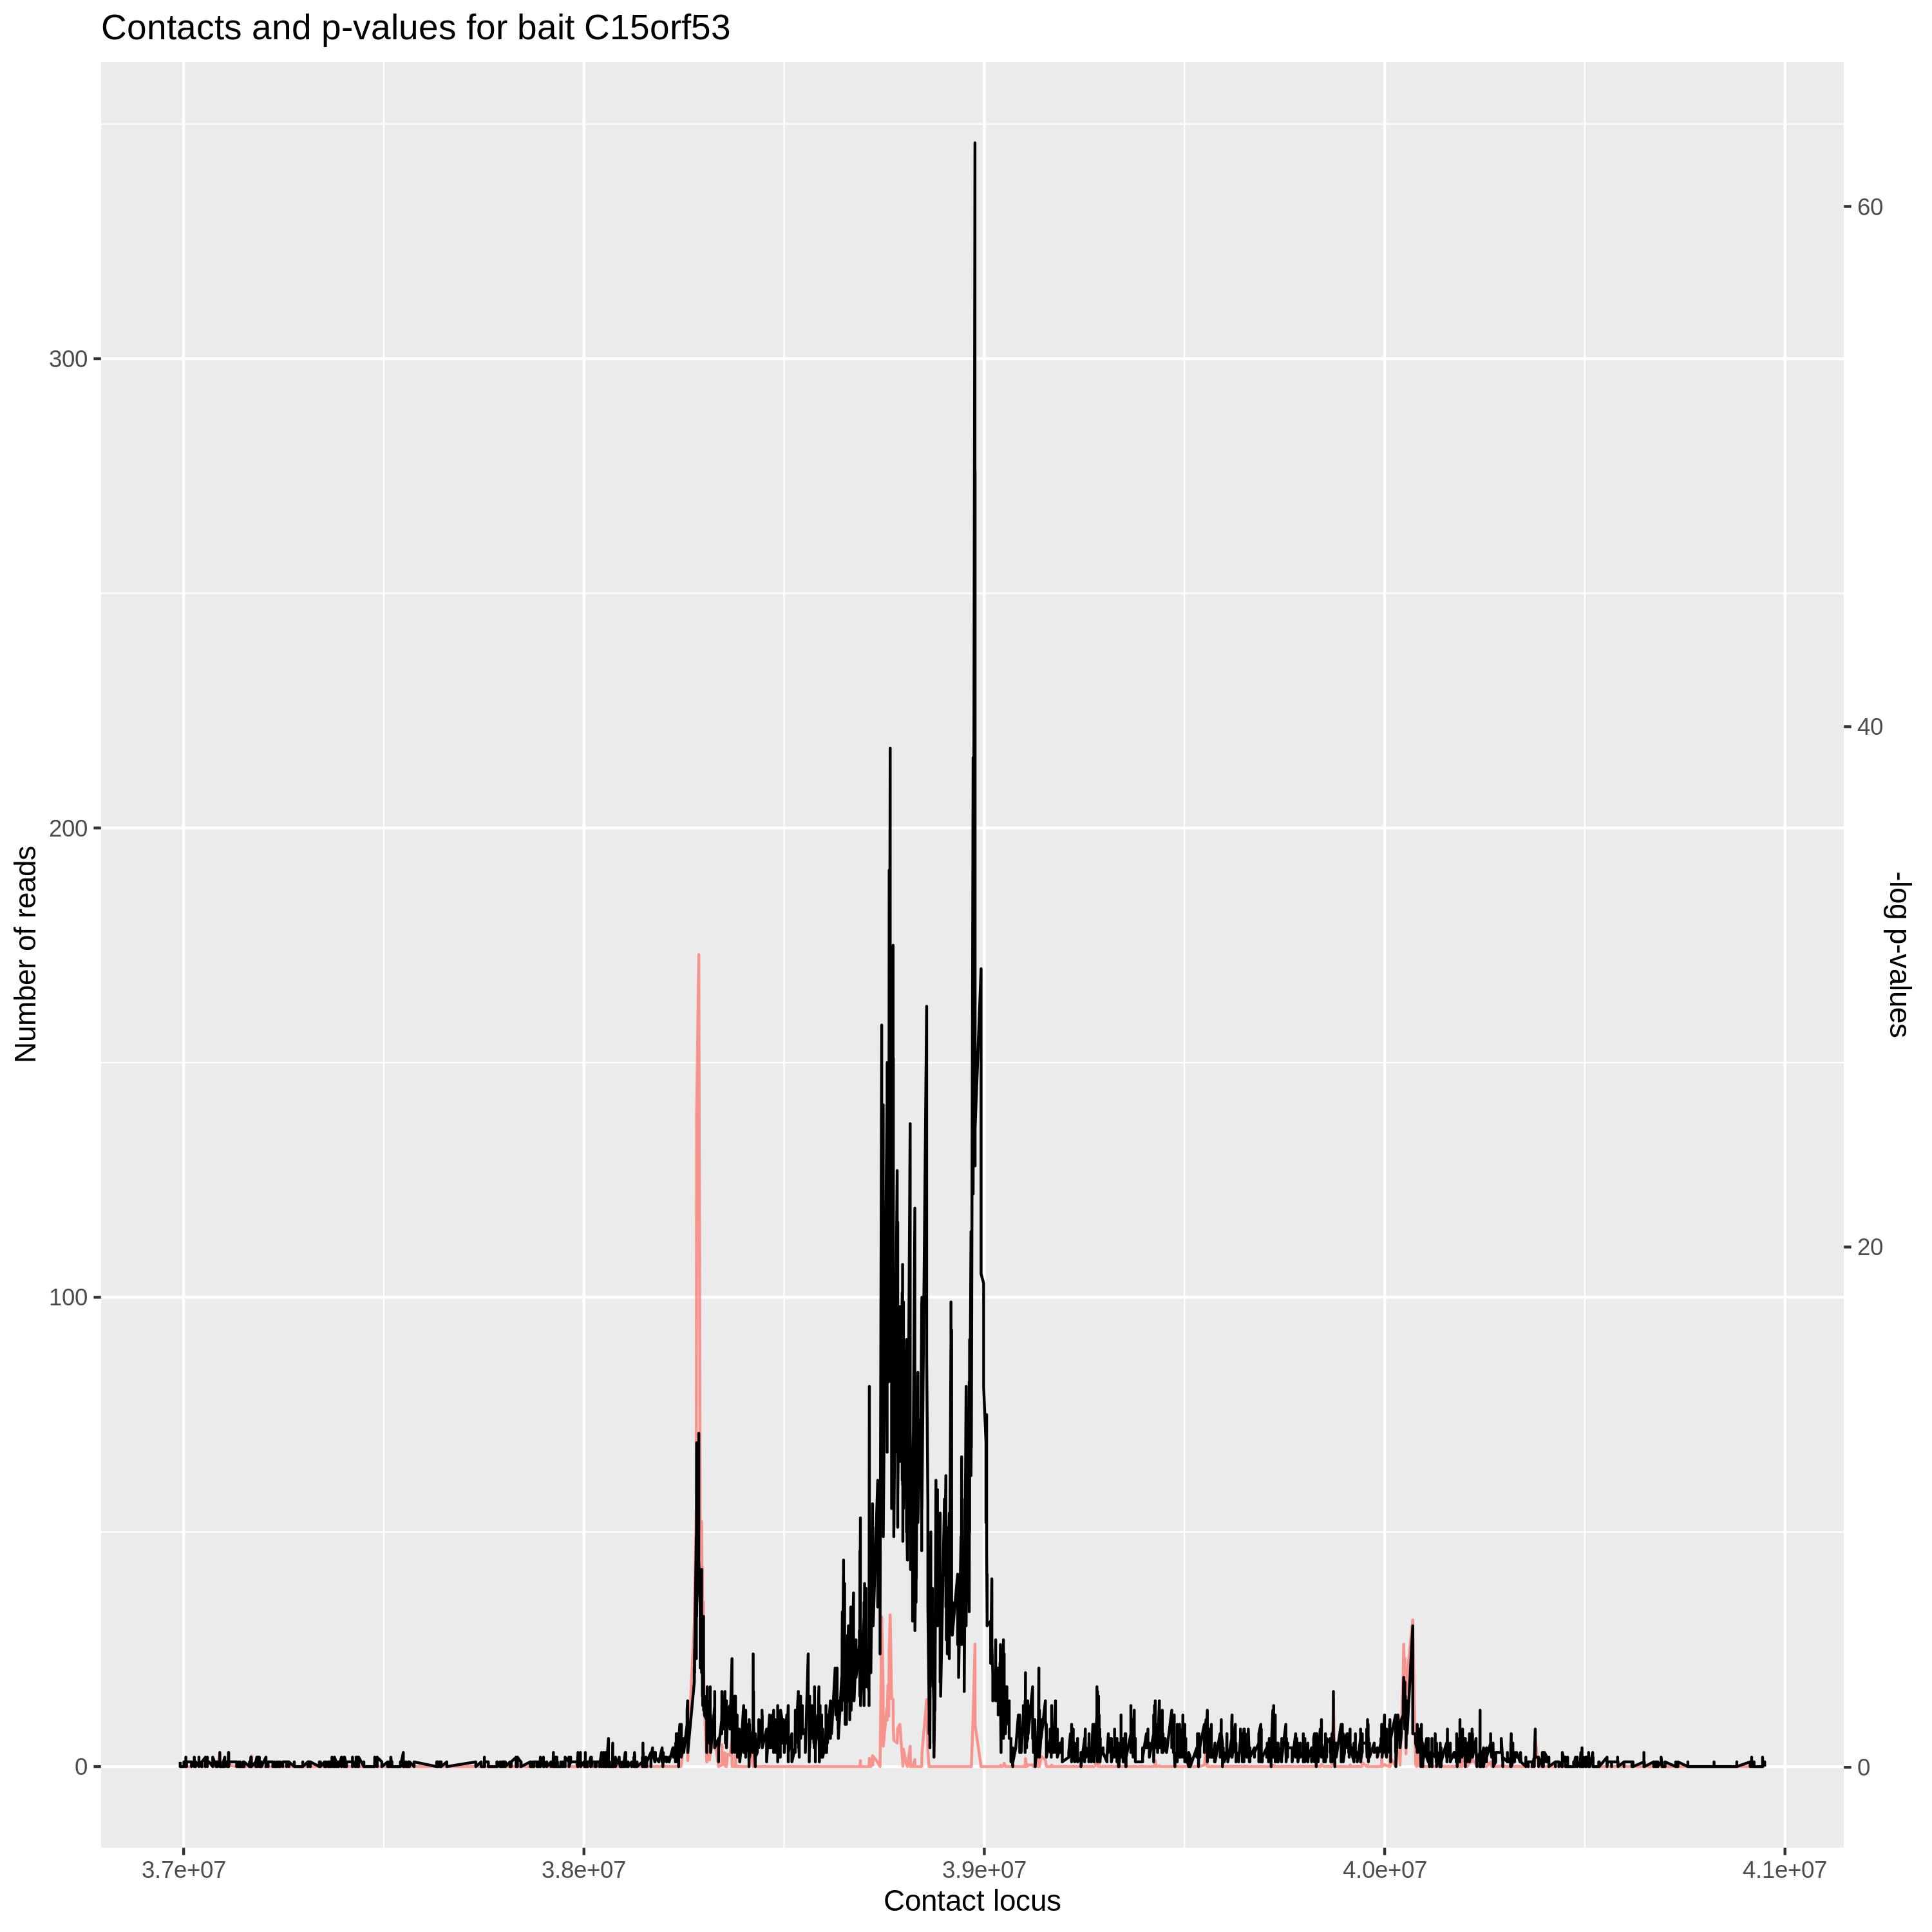 Contacts and p-values for bait C15orf53
300
200
100
0
Number of reads
60
40
20
0
-log p-values
3.7e+07 3.8e+07 3.9e+07 4.0e+07 4.1e+07
Contact locus